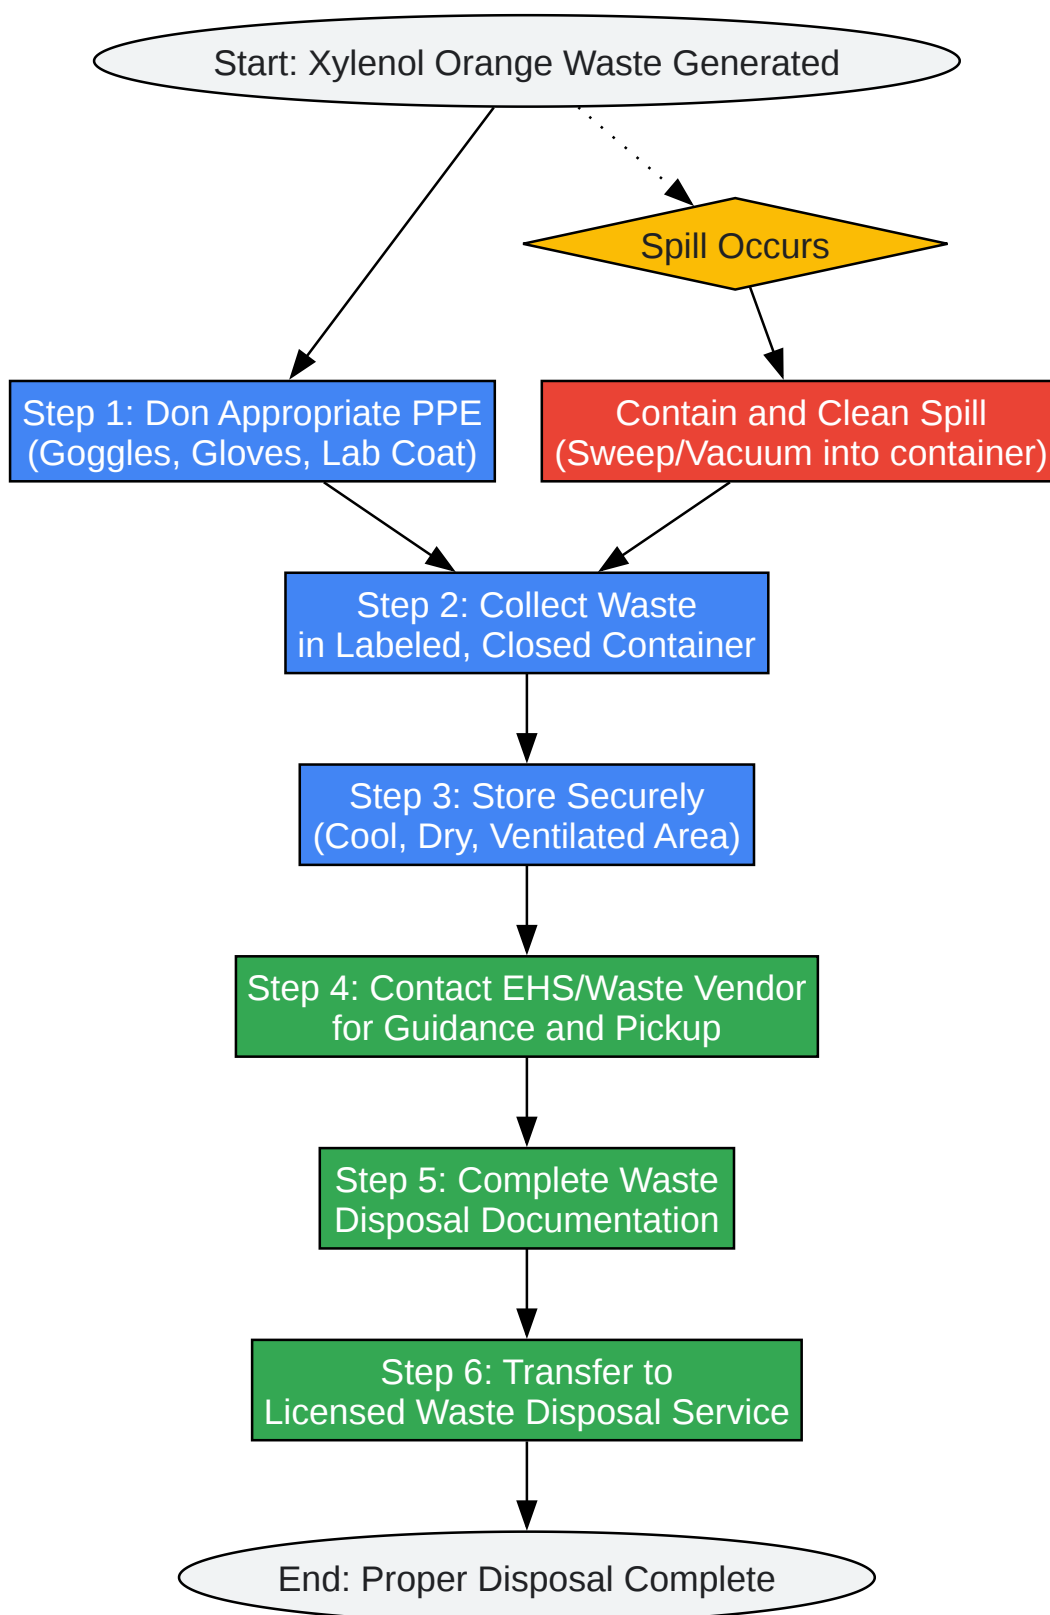 Start: Xylenol Orange Waste Generated
Spill Occurs
Step 1: Don Appropriate PPE
(Goggles, Gloves, Lab Coat)
Contain and Clean Spill
(Sweep/Vacuum into container)
Step 2: Collect Waste
in Labeled, Closed Container
Step 3: Store Securely
(Cool, Dry, Ventilated Area)
Step 4: Contact EHS/Waste Vendor
for Guidance and Pickup
Step 5: Complete Waste
Disposal Documentation
Step 6: Transfer to
Licensed Waste Disposal Service
End: Proper Disposal Complete